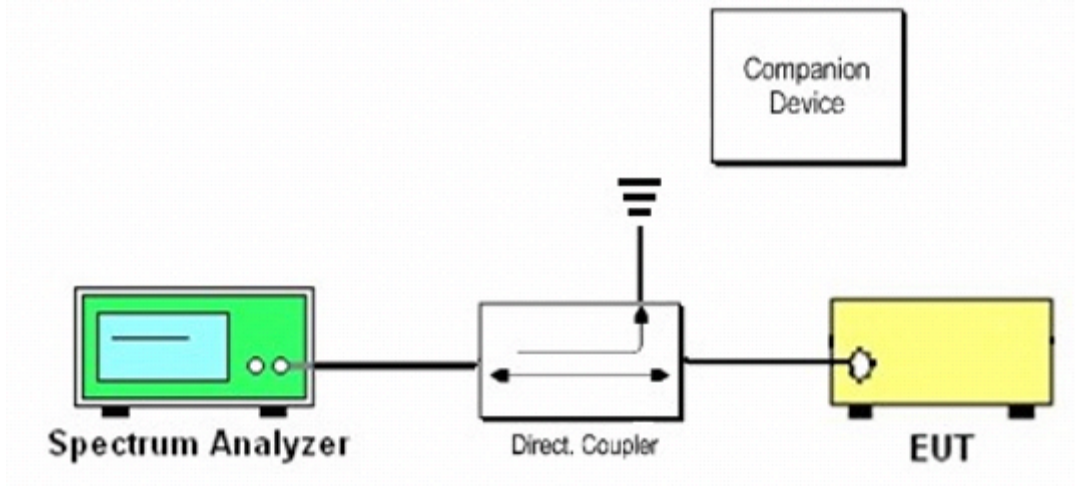 Companion
Device
Spectrum Analyzer
Direct. Coupler
EUT